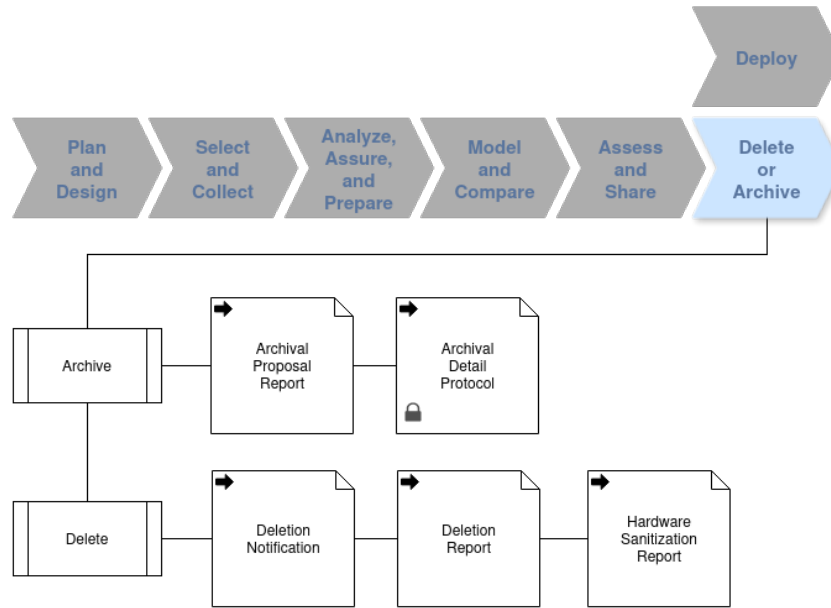 Deploy
Plan
and
Design
Select
and
Collect
Analyze,
Assure,
and
Prepare
Model
and
Compare
Assess
and
Share
Delete
or
Archive
Archive
Archival
Proposal
Report
Archival
Detail
Protocol
Delete
Deletion
Notification
Deletion
Report
Hardware
Sanitization
Report